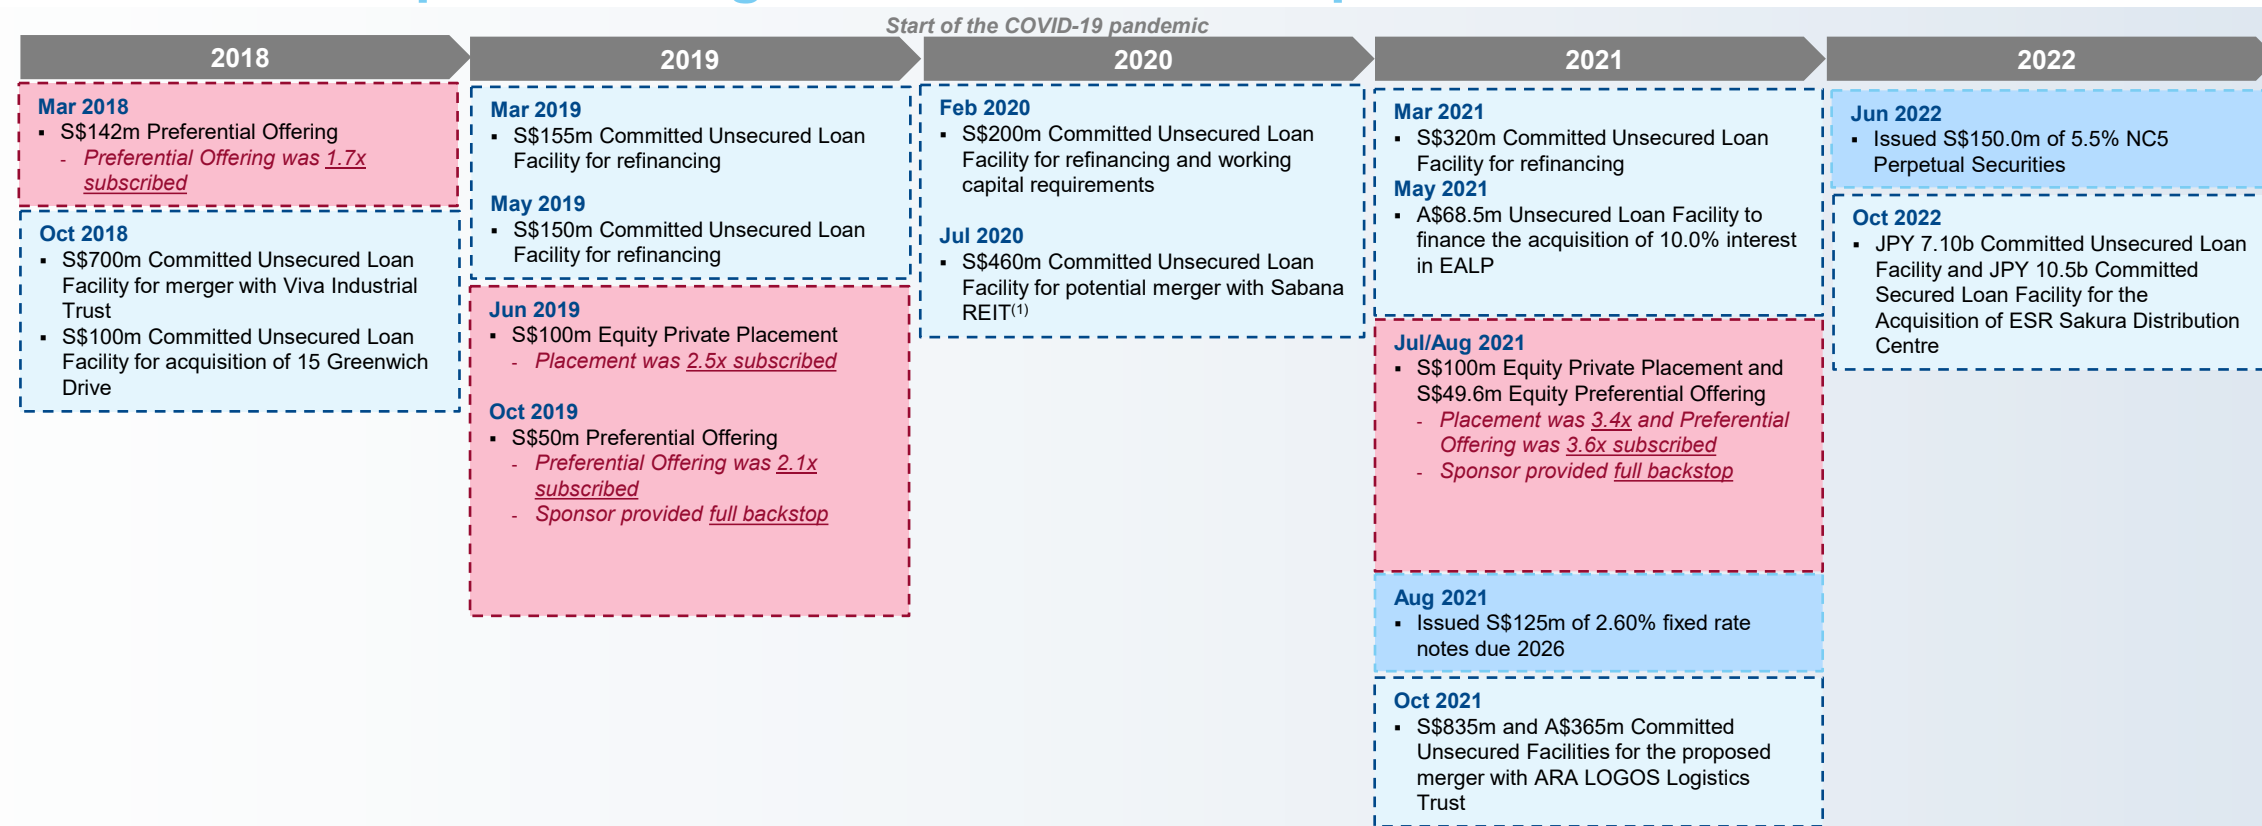 Start of the COVID-19 pandemic
2018
2019
2020
2021
2022
Mar 2018
▪ S$142m Preferential Offering
- Preferential Offering was 1.7x
subscribed
Oct 2018
▪ S$700m Committed Unsecured Loan
Facility for merger with Viva Industrial
Trust
▪ S$100m Committed Unsecured Loan
Facility for acquisition of 15 Greenwich
Drive
Mar 2019
▪ S$155m Committed Unsecured Loan
Facility for refinancing
May 2019
▪ S$150m Committed Unsecured Loan
Facility for refinancing
Jun 2019
▪ S$100m Equity Private Placement
- Placement was 2.5x subscribed
Oct 2019
▪ S$50m Preferential Offering
- Preferential Offering was 2.1x
subscribed
- Sponsor provided full backstop
Feb 2020
▪ S$200m Committed Unsecured Loan
Facility for refinancing and working
capital requirements
Jul 2020
▪ S$460m Committed Unsecured Loan
Facility for potential merger with Sabana
REIT(1)
Mar 2021
▪ S$320m Committed Unsecured Loan
Facility for refinancing
May 2021
▪ A$68.5m Unsecured Loan Facility to
finance the acquisition of 10.0% interest
in EALP
Jul/Aug 2021
▪ S$100m Equity Private Placement and
S$49.6m Equity Preferential Offering
- Placement was 3.4x and Preferential
Offering was 3.6x subscribed
- Sponsor provided full backstop
Aug 2021
▪ Issued S$125m of 2.60% fixed rate
notes due 2026
Oct 2021
▪ S$835m and A$365m Committed
Unsecured Facilities for the proposed
merger with ARA LOGOS Logistics
Trust
Jun 2022
▪ Issued S$150.0m of 5.5% NC5
Perpetual Securities
Oct 2022
▪ JPY 7.10b Committed Unsecured Loan
Facility and JPY 10.5b Committed
Secured Loan Facility for the
Acquisition of ESR Sakura Distribution
Centre